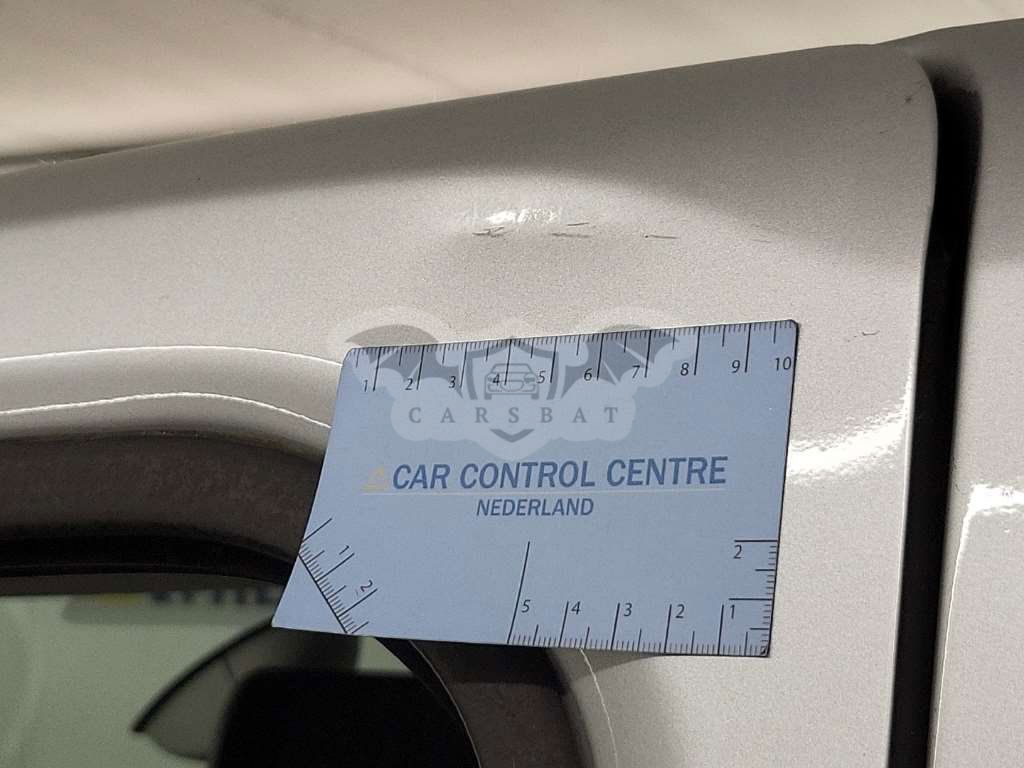 1 2 3 4 5 6 7 8 9 10
CARSBAT
CAR CONTROL CENTRE
NEDERLAND
1
2
2
5 4 3 2 1